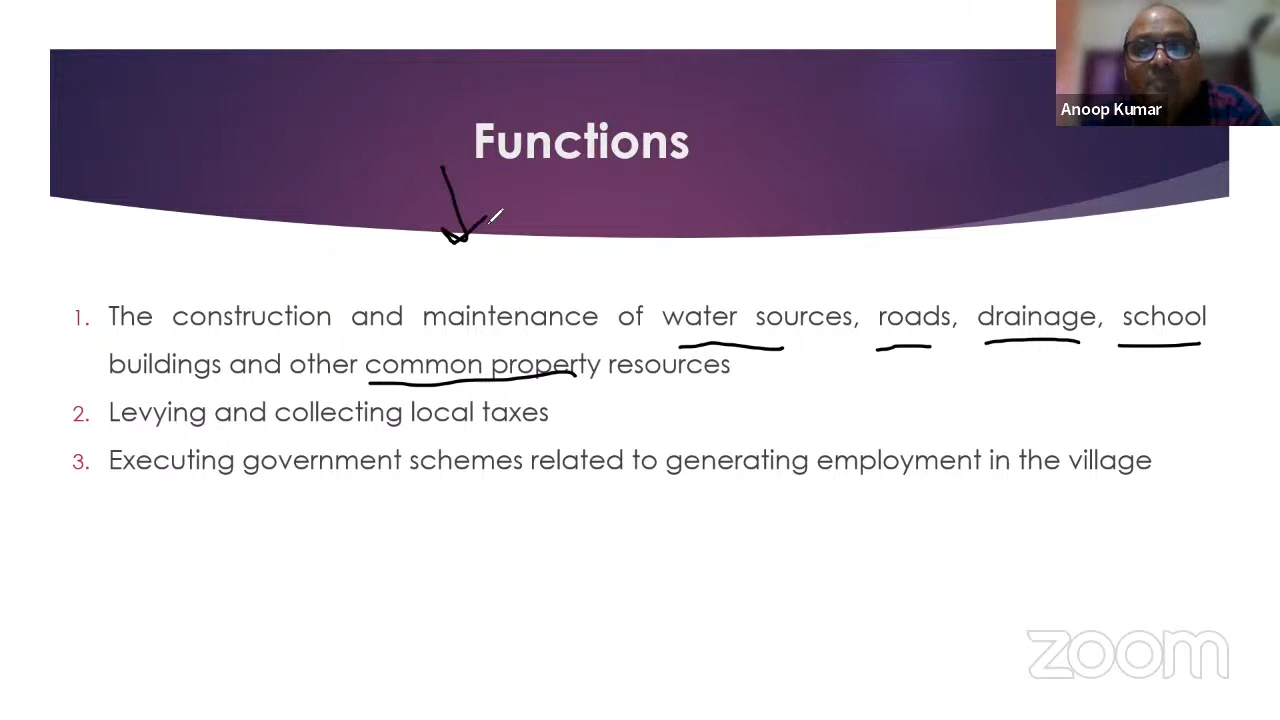 Anoop Kumar
Functions
1. The construction and maintenance of water sources, roads, drainage, school
buildings and other common property resources
2. Levying and collecting local taxes
3. Executing government schemes related to generating employment in the village
zoom